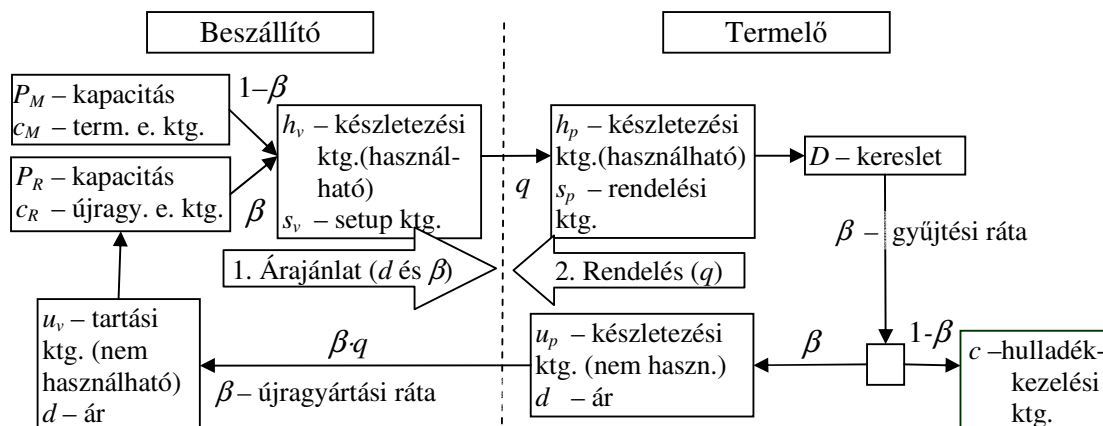 Beszállító
Termelő
P_M – kapacitás
c_M – term. e. ktg.
1–β
P_R – kapacitás
c_R – újragy. e. ktg.
β
h_v – készletezési
ktg.(használ-
ható)
s_v – setup ktg.
q
h_p – készletezési
ktg.(használható)
s_p – rendelési
ktg.
D – kereslet
β – gyűjtési ráta
1. Árajánlat (d és β)
2. Rendelés (q)
u_v – tartási
ktg. (nem
használható)
d – ár
β·q
β – újragyártási ráta
u_p – készletezési
ktg. (nem haszn.)
d – ár
β
1-β
c –hulladék-
kezelési
ktg.